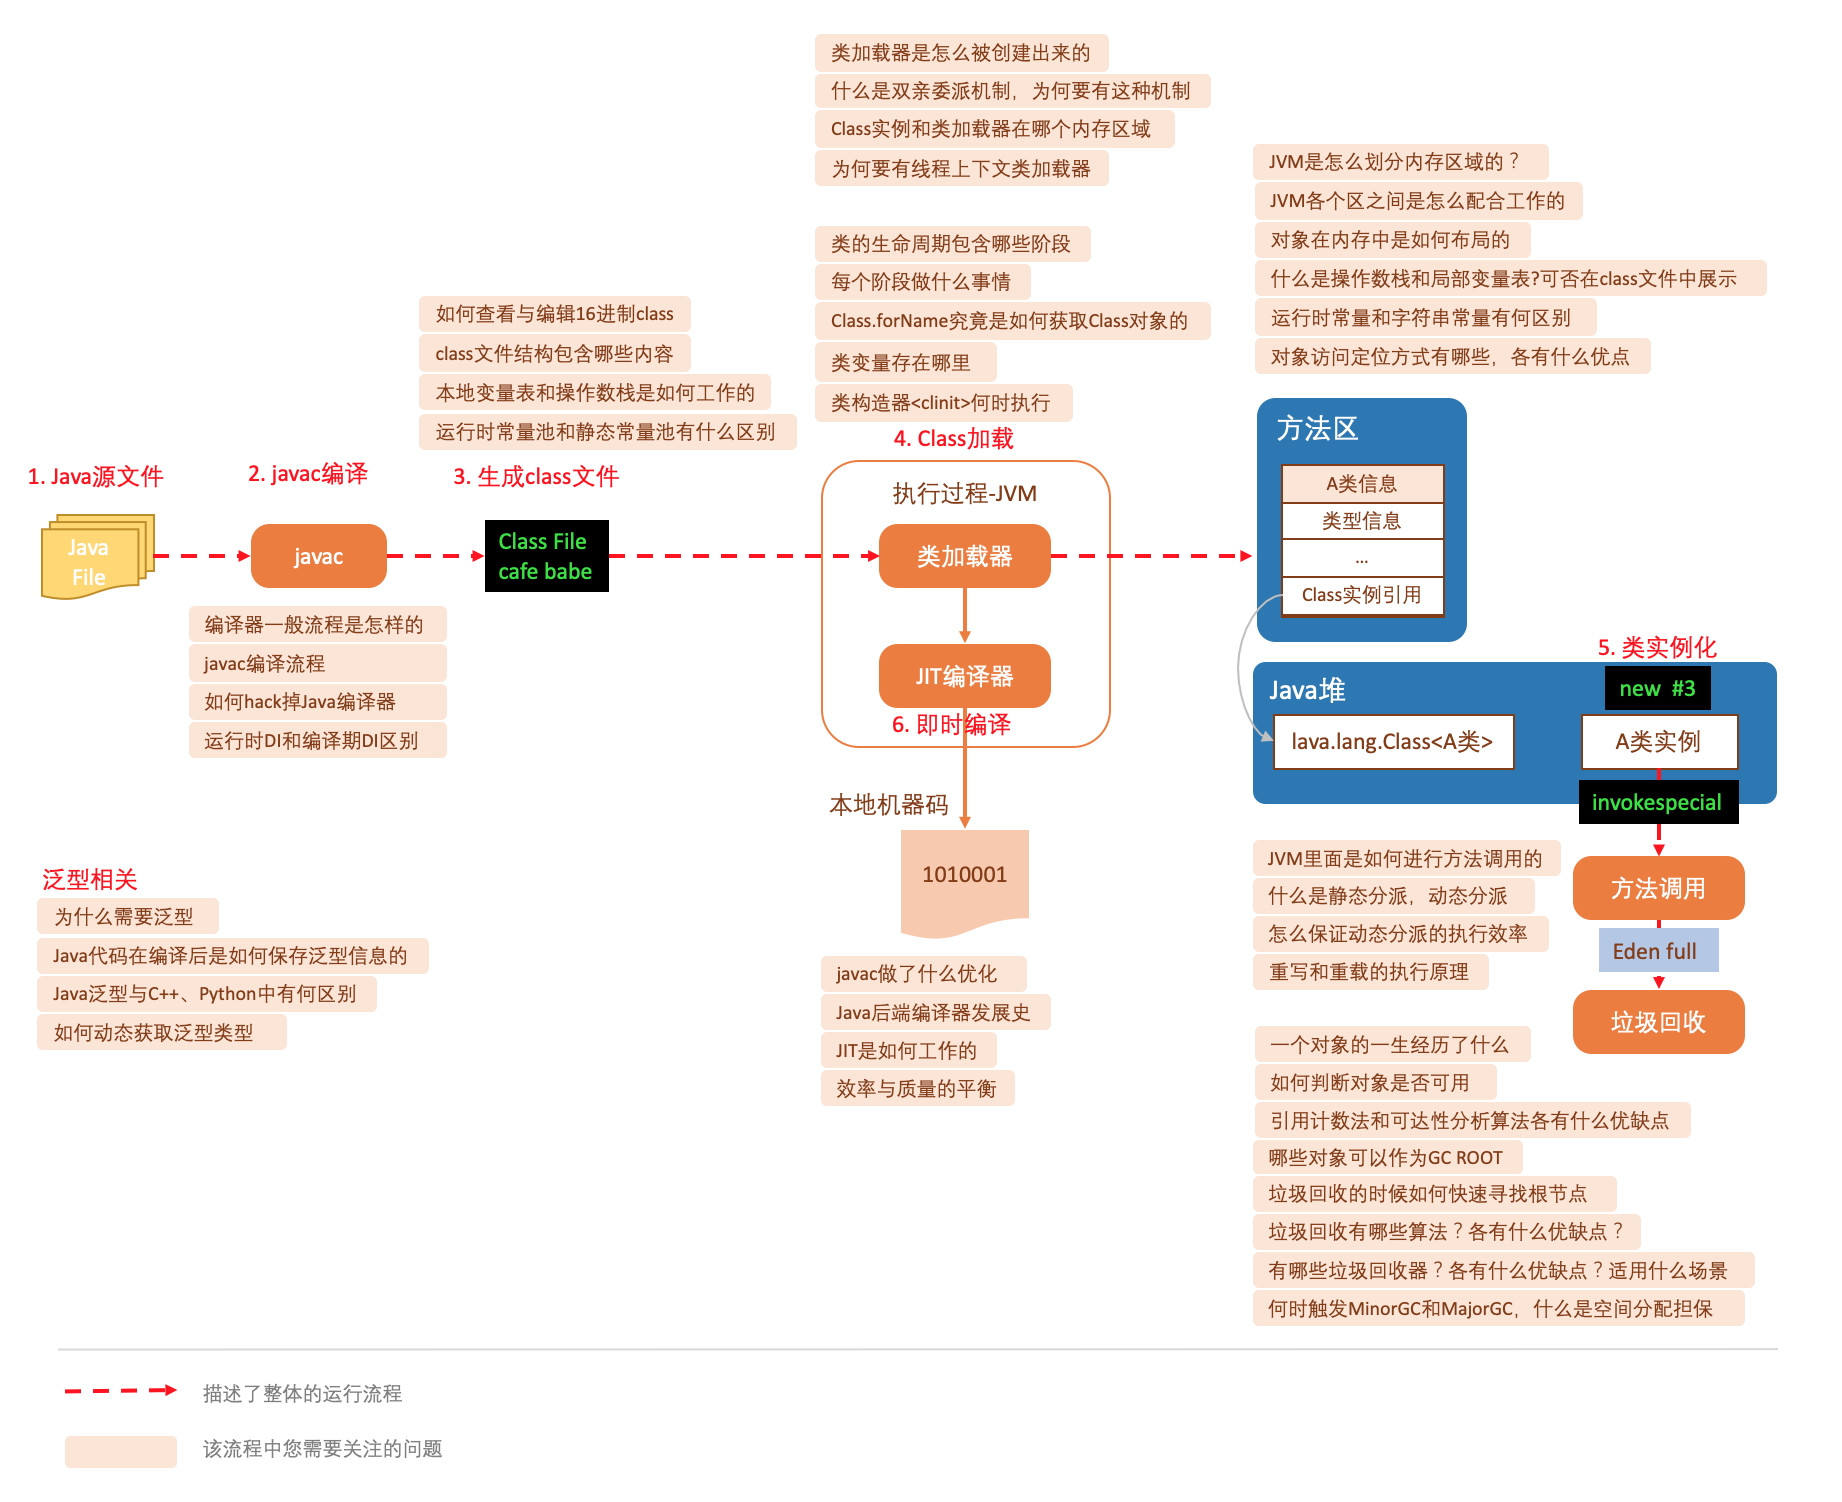 类加载器是怎么被创建出来的
什么是双亲委派机制，为何要有这种机制
Class实例和类加载器在哪个内存区域
为何要有线程上下文类加载器
类的生命周期包含哪些阶段
每个阶段做什么事情
Class.forName究竟是如何获取Class对象的
类变量存在哪里
类构造器<clinit>何时执行
JVM是怎么划分内存区域的？
JVM各个区之间是怎么配合工作的
对象在内存中是如何布局的
什么是操作数栈和局部变量表?可否在class文件中展示
运行时常量和字符串常量有何区别
对象访问定位方式有哪些，各有什么优点
如何查看与编辑16进制class
class文件结构包含哪些内容
本地变量表和操作数栈是如何工作的
运行时常量池和静态常量池有什么区别
1. Java源文件
2. javac编译
3. 生成class文件
4. Class加载
Java
File
javac
Class File
cafe babe
执行过程-JVM
类加载器
JIT编译器
6. 即时编译
方法区
A类信息
类型信息
...
Class实例引用
编译器一般流程是怎样的
javac编译流程
如何hack掉Java编译器
运行时DI和编译期DI区别
5. 类实例化
Java堆
new #3
lava.lang.Class<A类>
A类实例
invokespecial
本地机器码
1010001
方法调用
Eden full
垃圾回收
JVM里面是如何进行方法调用的
什么是静态分派，动态分派
怎么保证动态分派的执行效率
重写和重载的执行原理
泛型相关
为什么需要泛型
Java代码在编译后是如何保存泛型信息的
Java泛型与C++、Python中有何区别
如何动态获取泛型类型
javac做了什么优化
Java后端编译器发展史
JIT是如何工作的
效率与质量的平衡
一个对象的一生经历了什么
如何判断对象是否可用
引用计数法和可达性分析算法各有什么优缺点
哪些对象可以作为GC ROOT
垃圾回收的时候如何快速寻找根节点
垃圾回收有哪些算法？各有什么优缺点？
有哪些垃圾回收器？各有什么优缺点？适用什么场景
何时触发MinorGC和MajorGC，什么是空间分配担保
描述了整体的运行流程
该流程中您需要关注的问题